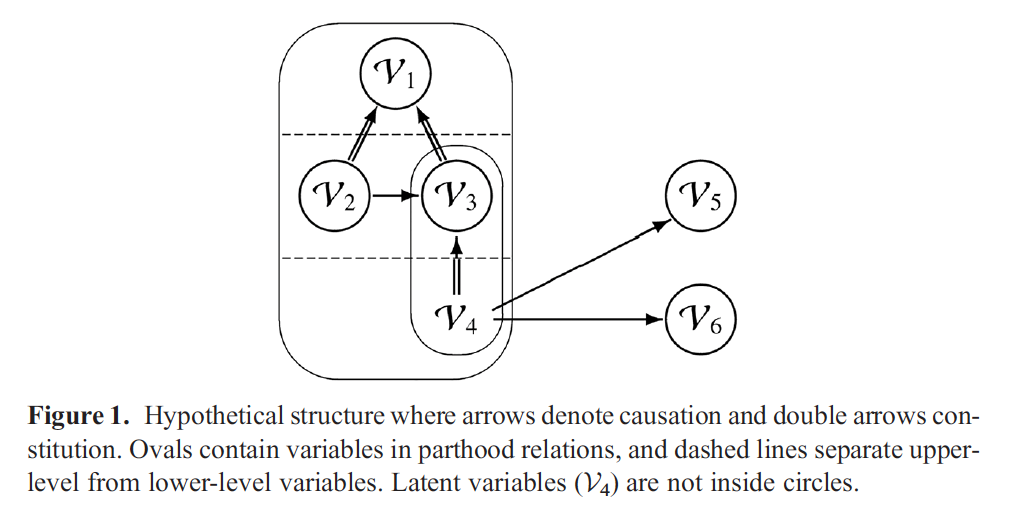 𝒱1
𝒱2 𝒱3 𝒱5
𝒱4 𝒱6
Figure 1. Hypothetical structure where arrows denote causation and double arrows con-
stitution. Ovals contain variables in parthood relations, and dashed lines separate upper-
level from lower-level variables. Latent variables (𝒱4) are not inside circles.